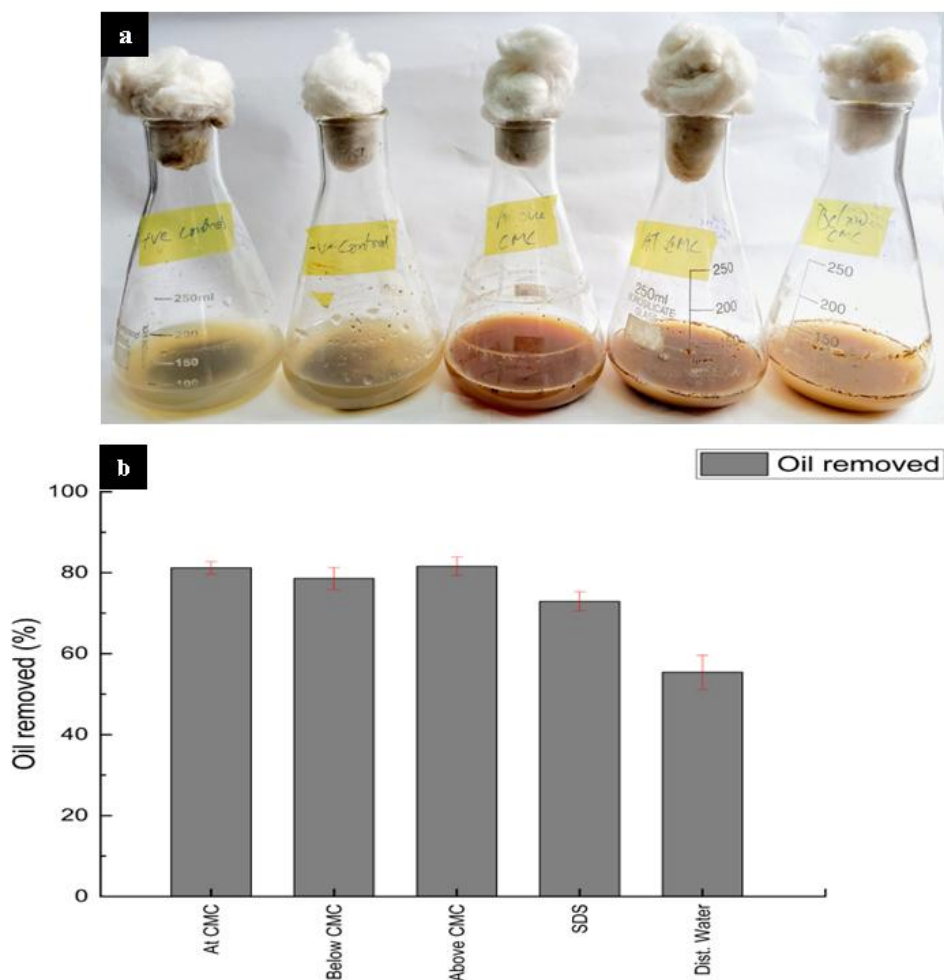 a
+ve control
-ve control
Above
CMC
AT CMC
Below
CMC
250ml
200
150
100
250
200
250ml
BOROSILICATE
250
200
150
b
Oil removed
Oil removed (%)
100
80
60
40
20
0
At CMC
Below CMC
Above CMC
SDS
Dist. Water